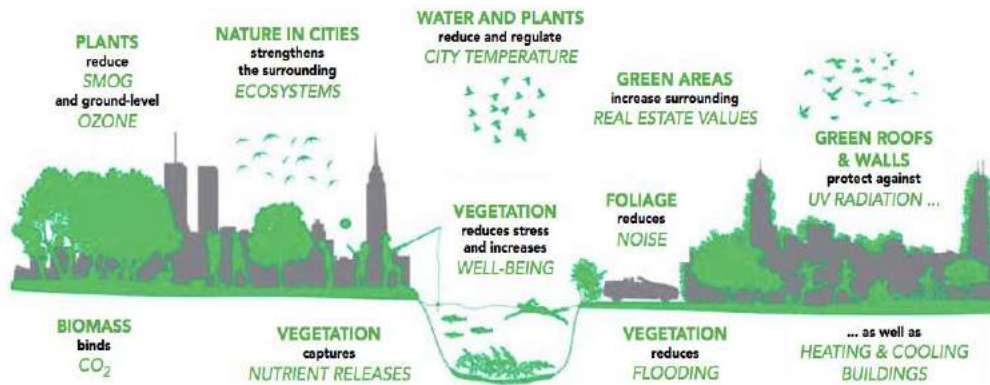 PLANTS
reduce
SMOG
and ground-level
OZONE
NATURE IN CITIES
strengthens
the surrounding
ECOSYSTEMS
WATER AND PLANTS
reduce and regulate
CITY TEMPERATURE
GREEN AREAS
increase surrounding
REAL ESTATE VALUES
GREEN ROOFS
& WALLS
protect against
UV RADIATION ...
VEGETATION
reduces stress
and increases
WELL-BEING
FOLIAGE
reduces
NOISE
BIOMASS
binds
CO₂
VEGETATION
captures
NUTRIENT RELEASES
VEGETATION
reduces
FLOODING
... as well as
HEATING & COOLING
BUILDINGS